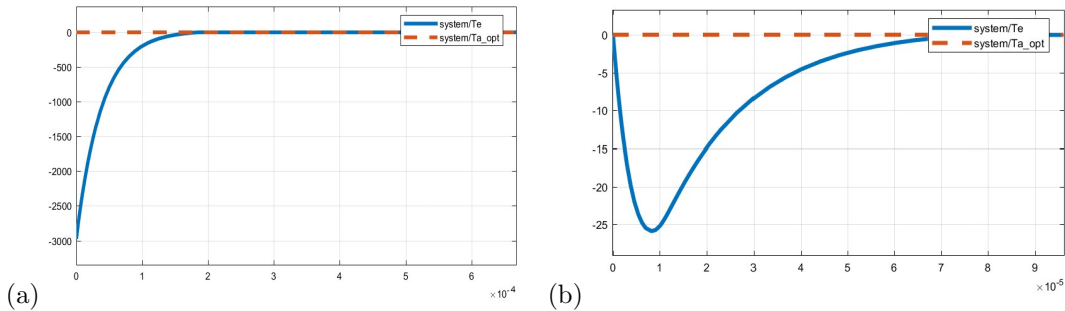 system/Te
system/Ta_opt
0
-500
-1000
-1500
-2000
-2500
-3000
0 1 2 3 4 5 6
×10-4
(a)
system/Te
system/Ta_opt
0
-5
-10
-15
-20
-25
0 1 2 3 4 5 6 7 8 9
×10-5
(b)